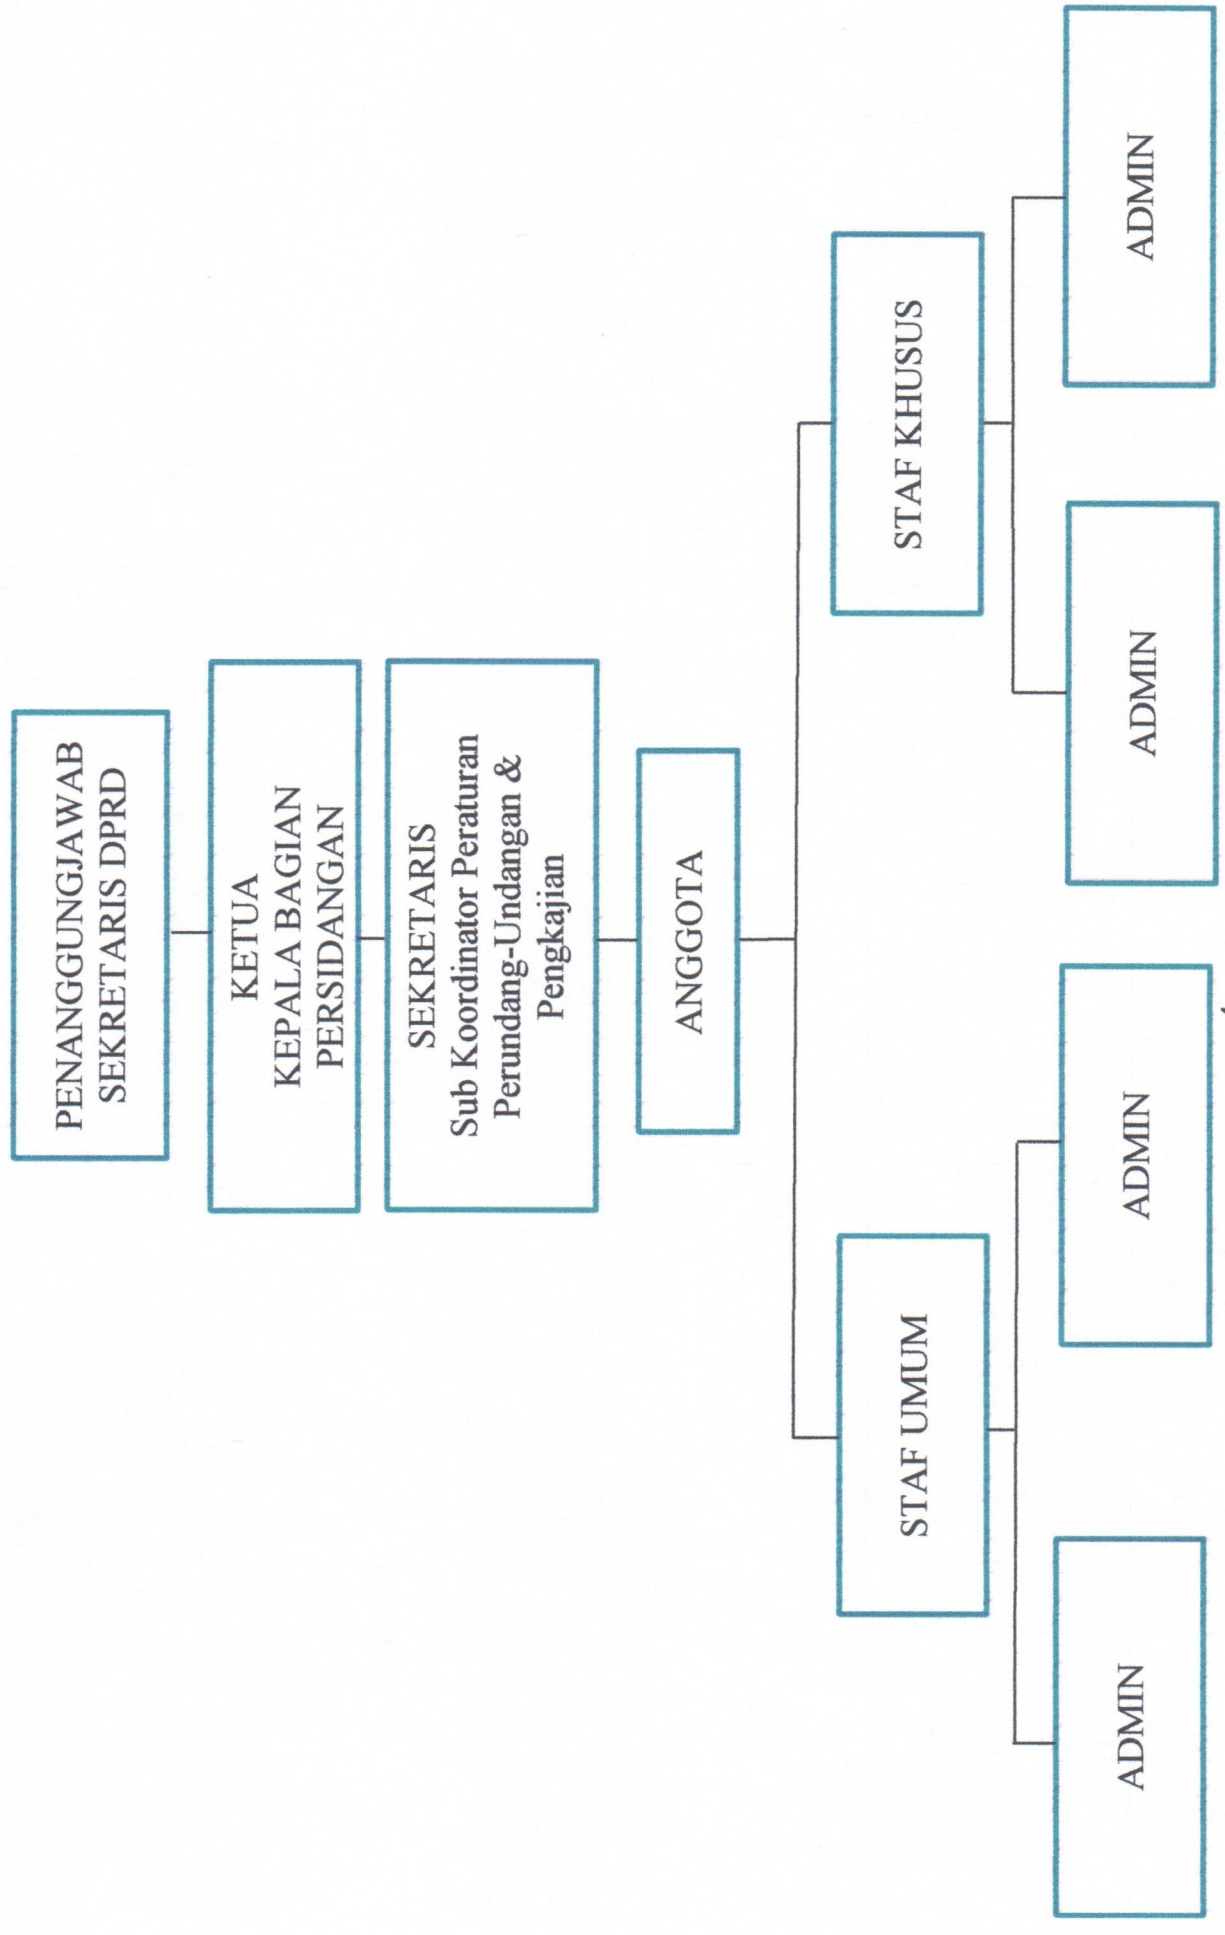 PENANGGUNGJAWAB
SEKRETARIS DPRD
KETUA
KEPALA BAGIAN
PERSIDANGAN
SEKRETARIS
Sub Koordinator Peraturan
Perundang-Undangan &
Pengkajian
ANGGOTA
STAF UMUM
STAF KHUSUS
ADMIN
ADMIN
ADMIN
ADMIN